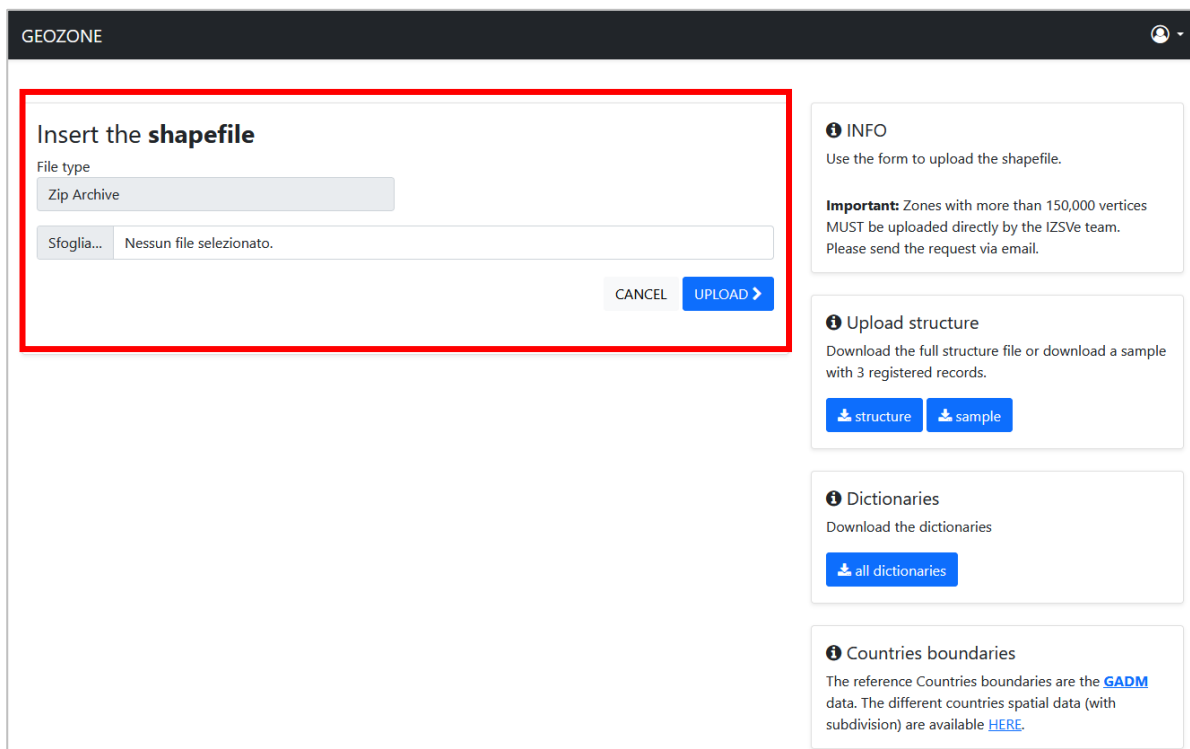 GEOZONE
Insert the shapefile
File type
Zip Archive
Sfoglia... Nessun file selezionato.
CANCEL UPLOAD
INFO
Use the form to upload the shapefile.
Important: Zones with more than 150,000 vertices
MUST be uploaded directly by the IZSVe team.
Please send the request via email.
Upload structure
Download the full structure file or download a sample
with 3 registered records.
structure sample
Dictionaries
Download the dictionaries
all dictionaries
Countries boundaries
The reference Countries boundaries are the GADM
data. The different countries spatial data (with
subdivision) are available HERE.